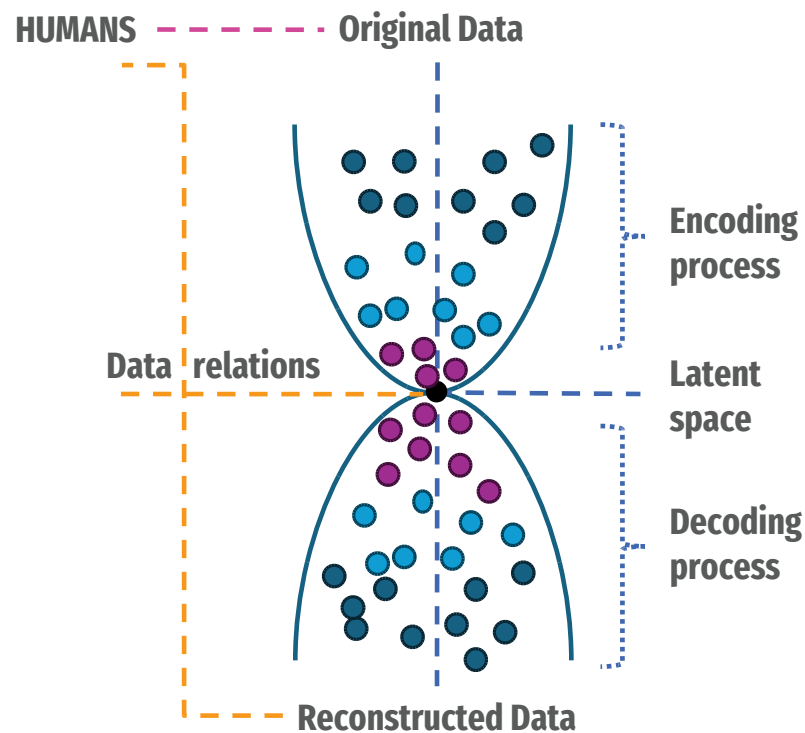 HUMANS
Original Data
Encoding
process
Data relations
Latent
space
Decoding
process
Reconstructed Data